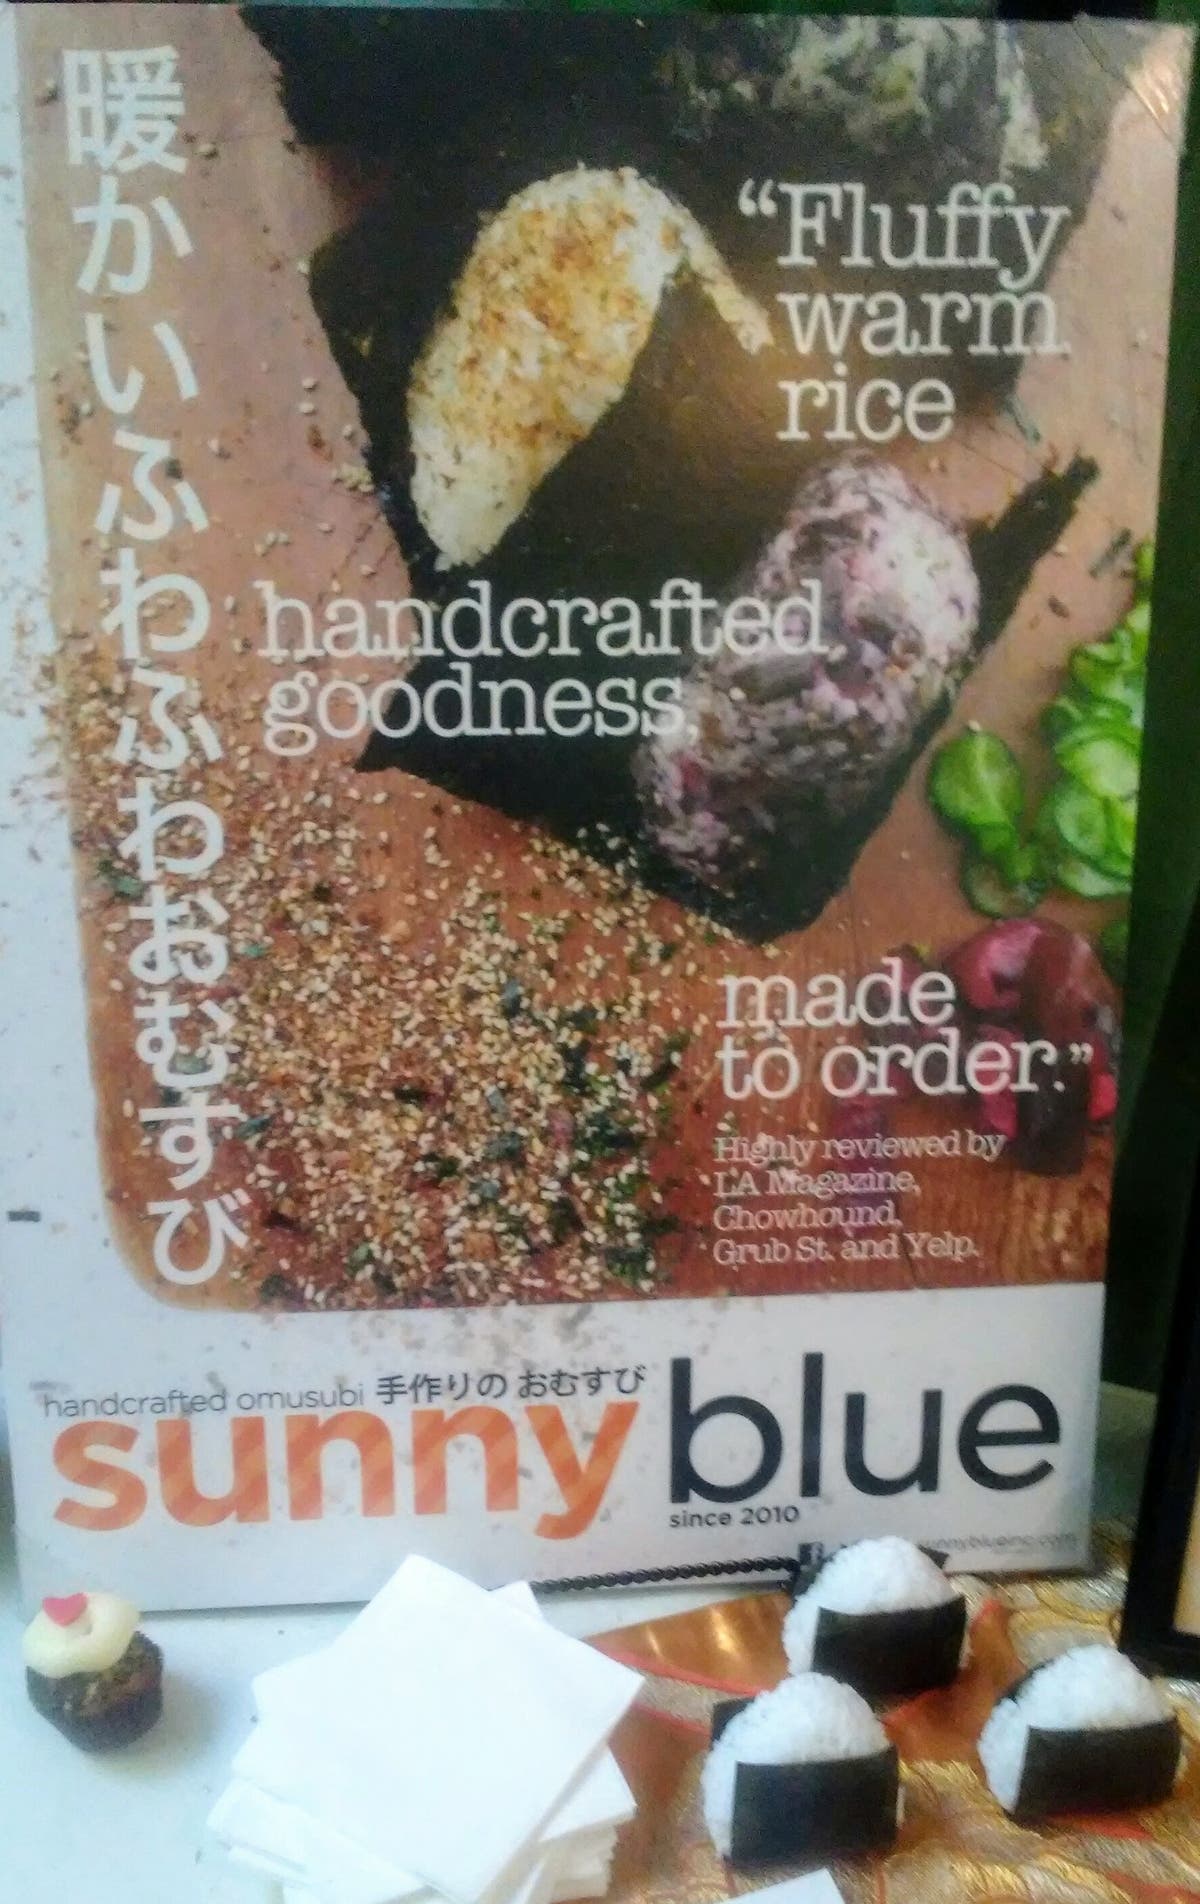 暖かいふわふわおむすび
“Fluffy
warm
rice
handcrafted
goodness,
made
to order.”
Highly reviewed by
LA Magazine,
Chowhound,
Grub St. and Yelp.
handcrafted omusubi 手作りの おむすび
sunny blue
since 2010